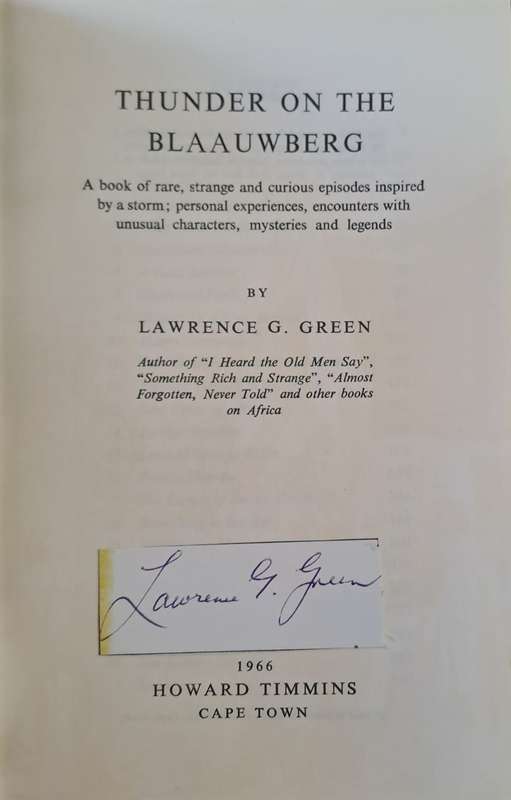 THUNDER ON THE
BLAAUWBERG
A book of rare, strange and curious episodes inspired
by a storm; personal experiences, encounters with
unusual characters, mysteries and legends
BY
LAWRENCE G. GREEN
Author of "I Heard the Old Men Say",
"Something Rich and Strange", "Almost
Forgotten, Never Told" and other books
on Africa
Lawrence G. Green
1966
HOWARD TIMMINS
CAPE TOWN